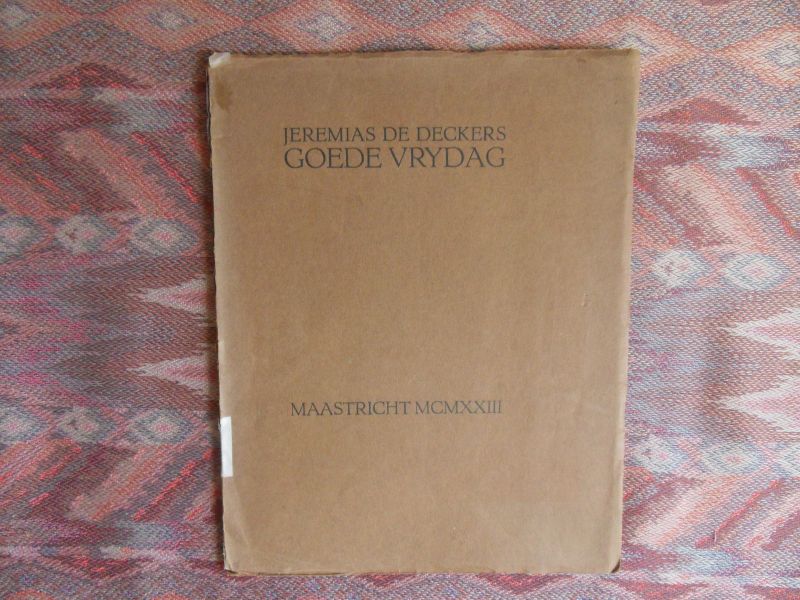 JEREMIAS DE DECKERS
GOEDE VRYDAG
MAASTRICHT MCMXXIII